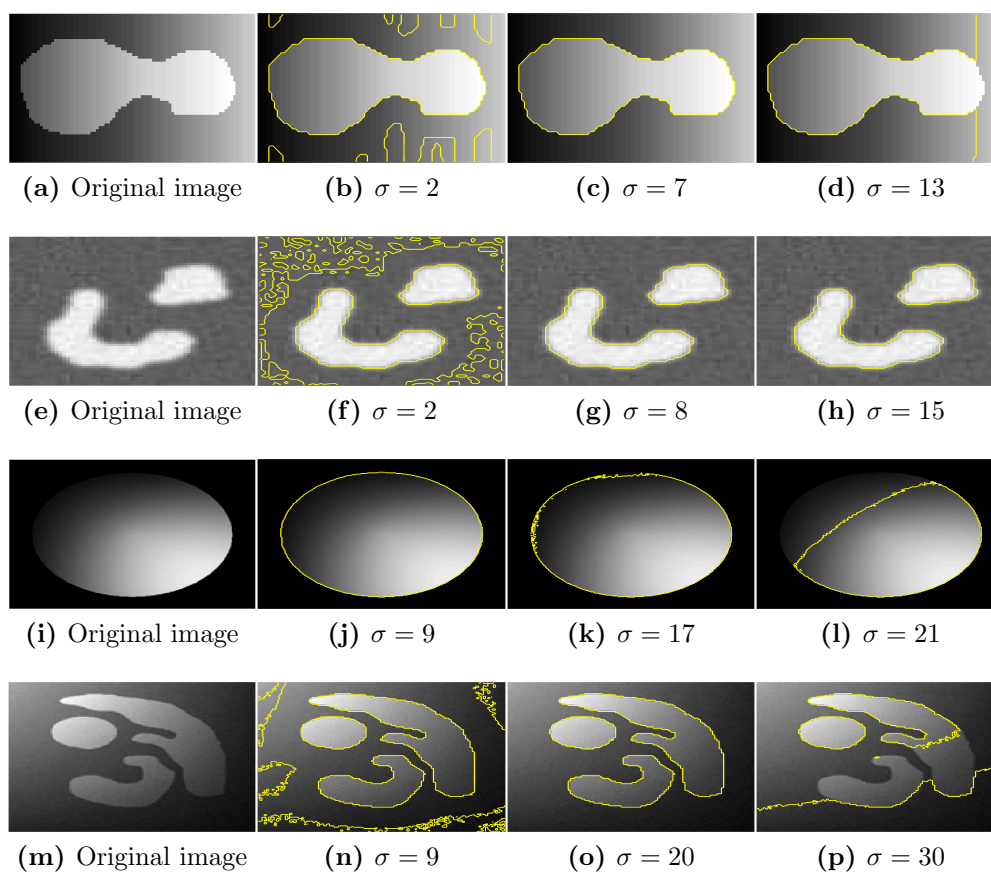 (a) Original image (b) σ = 2 (c) σ = 7 (d) σ = 13
(e) Original image (f) σ = 2 (g) σ = 8 (h) σ = 15
(i) Original image (j) σ = 9 (k) σ = 17 (l) σ = 21
(m) Original image (n) σ = 9 (o) σ = 20 (p) σ = 30